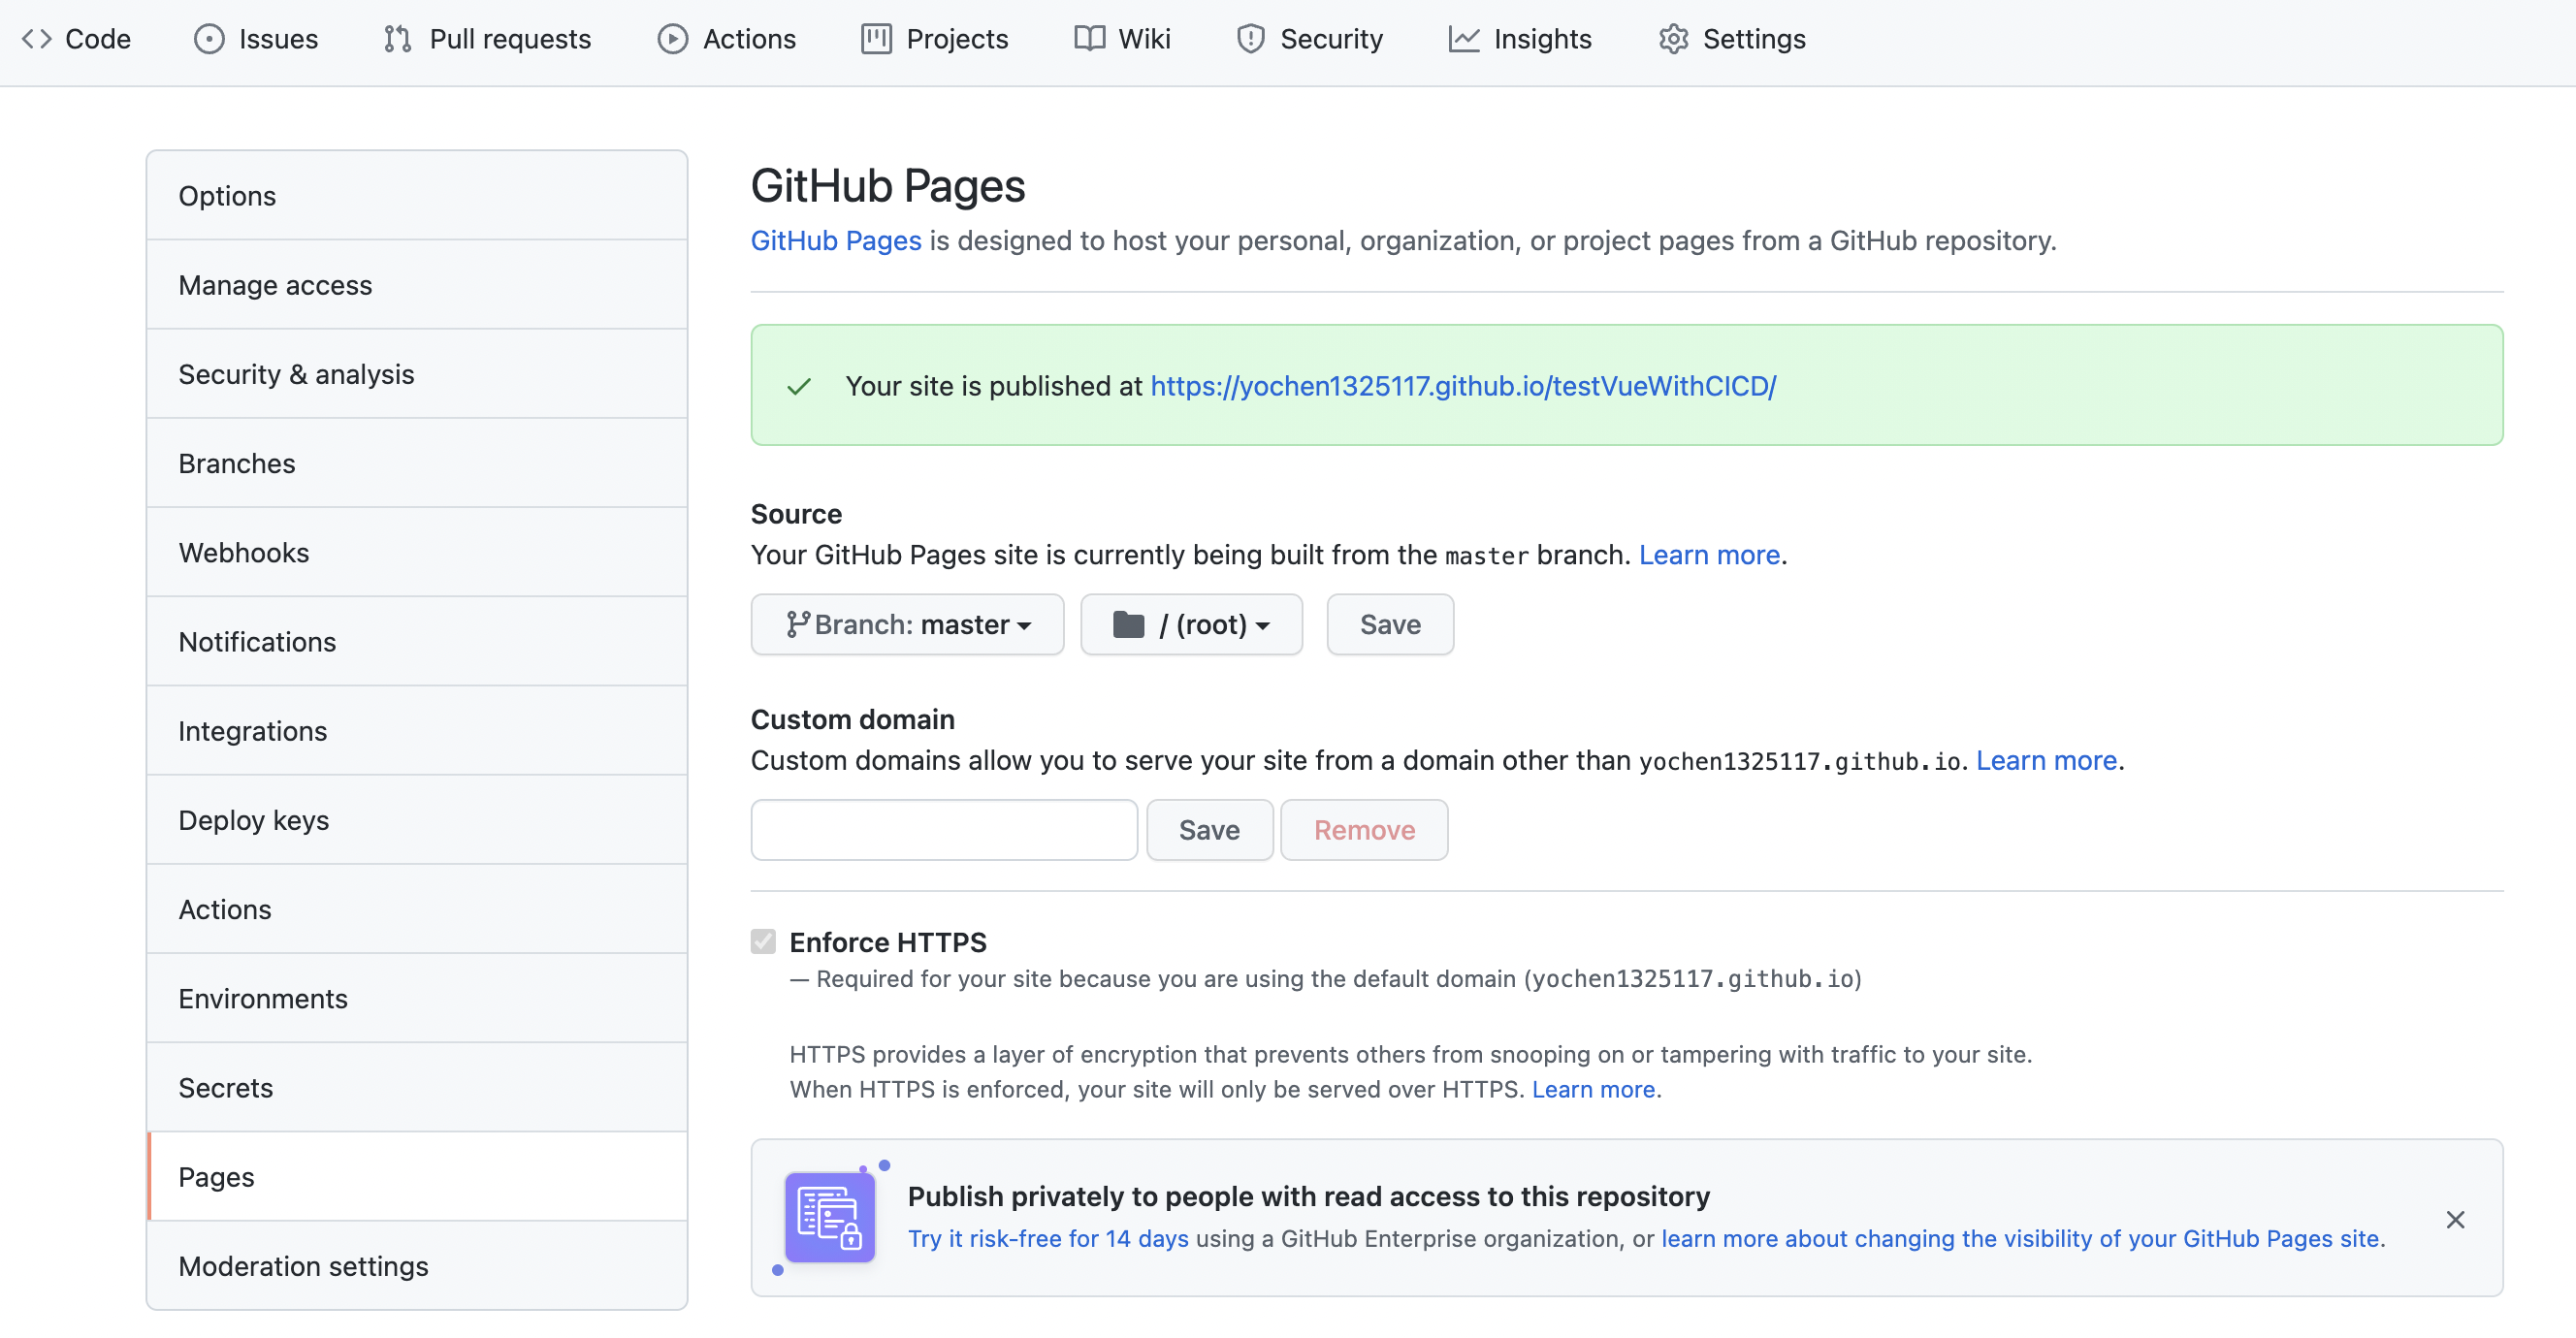 Code Issues Pull requests Actions Projects Wiki Security Insights Settings
Options
Manage access
Security & analysis
Branches
Webhooks
Notifications
Integrations
Deploy keys
Actions
Environments
Secrets
Pages
Moderation settings
GitHub Pages
GitHub Pages is designed to host your personal, organization, or project pages from a GitHub repository.
Your site is published at https://yochen1325117.github.io/testVueWithCICD/
Source
Your GitHub Pages site is currently being built from the master branch. Learn more.
Branch: master / (root) Save
Custom domain
Custom domains allow you to serve your site from a domain other than yochen1325117.github.io. Learn more.
Save Remove
Enforce HTTPS
— Required for your site because you are using the default domain (yochen1325117.github.io)
HTTPS provides a layer of encryption that prevents others from snooping on or tampering with traffic to your site.
When HTTPS is enforced, your site will only be served over HTTPS. Learn more.
Publish privately to people with read access to this repository
Try it risk-free for 14 days using a GitHub Enterprise organization, or learn more about changing the visibility of your GitHub Pages site.